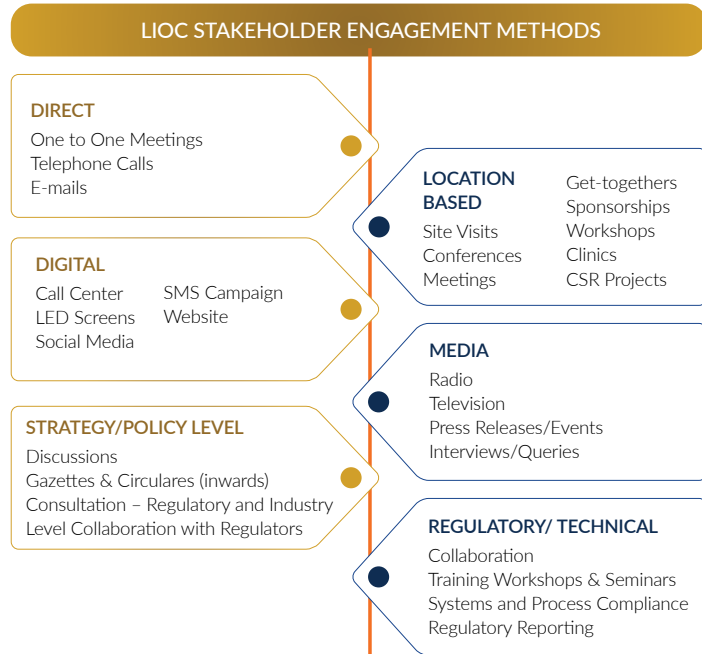 LIOC STAKEHOLDER ENGAGEMENT METHODS
DIRECT
One to One Meetings
Telephone Calls
E-mails
LOCATION
BASED
Site Visits
Conferences
Meetings
Get-togethers
Sponsorships
Workshops
Clinics
CSR Projects
DIGITAL
Call Center
LED Screens
Social Media
SMS Campaign
Website
MEDIA
Radio
Television
Press Releases/Events
Interviews/Queries
STRATEGY/POLICY LEVEL
Discussions
Gazettes & Circulares (inwards)
Consultation – Regulatory and Industry
Level Collaboration with Regulators
REGULATORY/ TECHNICAL
Collaboration
Training Workshops & Seminars
Systems and Process Compliance
Regulatory Reporting